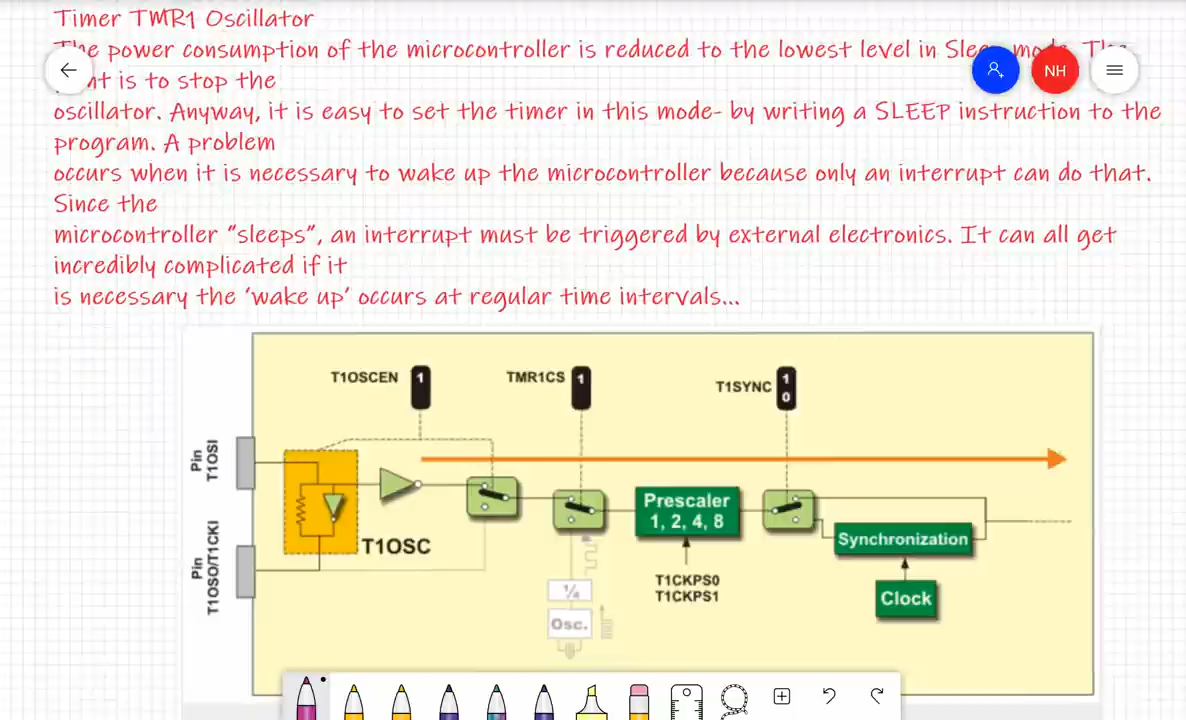 Timer TMR1 Oscillator
The power consumption of the microcontroller is reduced to the lowest level in Sleep mode. The
is to stop the
oscillator. Anyway, it is easy to set the timer in this mode- by writing a SLEEP instruction to the
program. A problem
occurs when it is necessary to wake up the microcontroller because only an interrupt can do that.
Since the
microcontroller “sleeps”, an interrupt must be triggered by external electronics. It can all get
incredibly complicated if it
is necessary the ‘wake up’ occurs at regular time intervals...
NH
T1OSCEN 1
TMR1CS 1
T1SYNC 1 0
Pin
T1OSI
Prescaler
1, 2, 4, 8
T1OSC
Synchronization
Pin
T1OSO/T1CKI
T1CKPS0
T1CKPS1
¼
Osc.
Clock